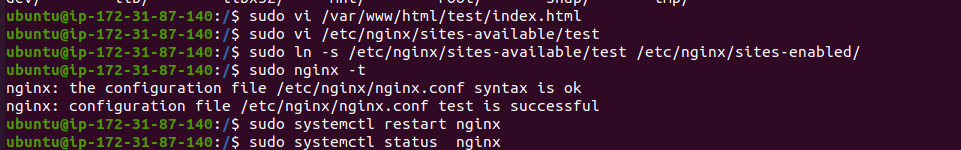 ubuntu@ip-172-31-87-140:/$ sudo vi /var/www/html/test/index.html
ubuntu@ip-172-31-87-140:/$ sudo vi /etc/nginx/sites-available/test
ubuntu@ip-172-31-87-140:/$ sudo ln -s /etc/nginx/sites-available/test /etc/nginx/sites-enabled/
ubuntu@ip-172-31-87-140:/$ sudo nginx -t
nginx: the configuration file /etc/nginx/nginx.conf syntax is ok
nginx: configuration file /etc/nginx/nginx.conf test is successful
ubuntu@ip-172-31-87-140:/$ sudo systemctl restart nginx
ubuntu@ip-172-31-87-140:/$ sudo systemctl status  nginx